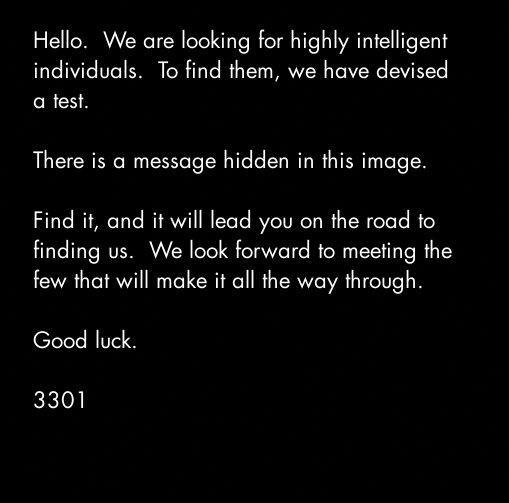 Hello.  We are looking for highly intelligent
individuals.  To find them, we have devised
a test.
There is a message hidden in this image.
Find it, and it will lead you on the road to
finding us.  We look forward to meeting the
few that will make it all the way through.
Good luck.
3301